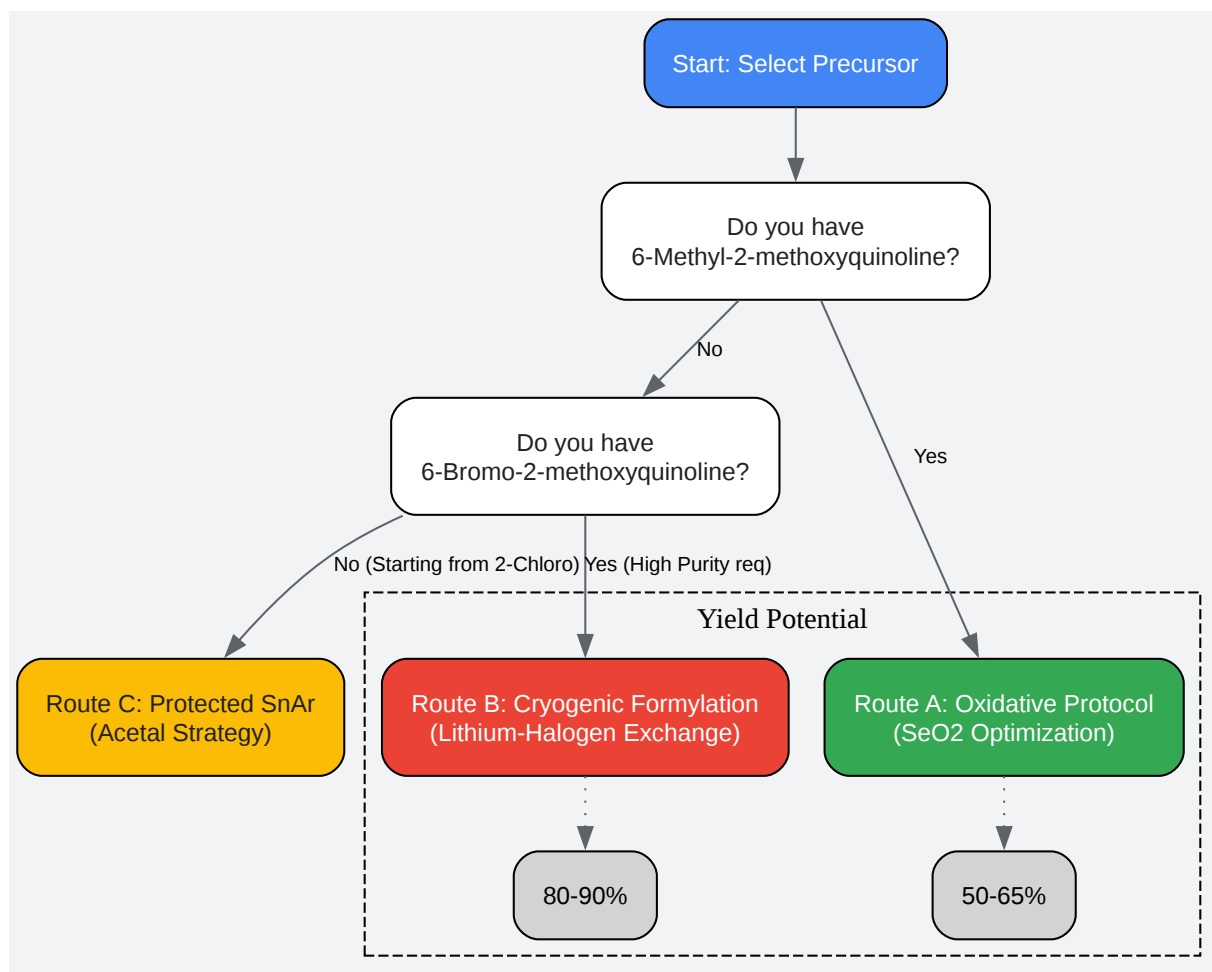 Start: Select Precursor
Do you have
6-Methyl-2-methoxyquinoline?
No
Yes
Do you have
6-Bromo-2-methoxyquinoline?
No (Starting from 2-Chloro)
Yes (High Purity req)
Yield Potential
Route C: Protected SnAr
(Acetal Strategy)
Route B: Cryogenic Formylation
(Lithium-Halogen Exchange)
Route A: Oxidative Protocol
(SeO2 Optimization)
80-90%
50-65%